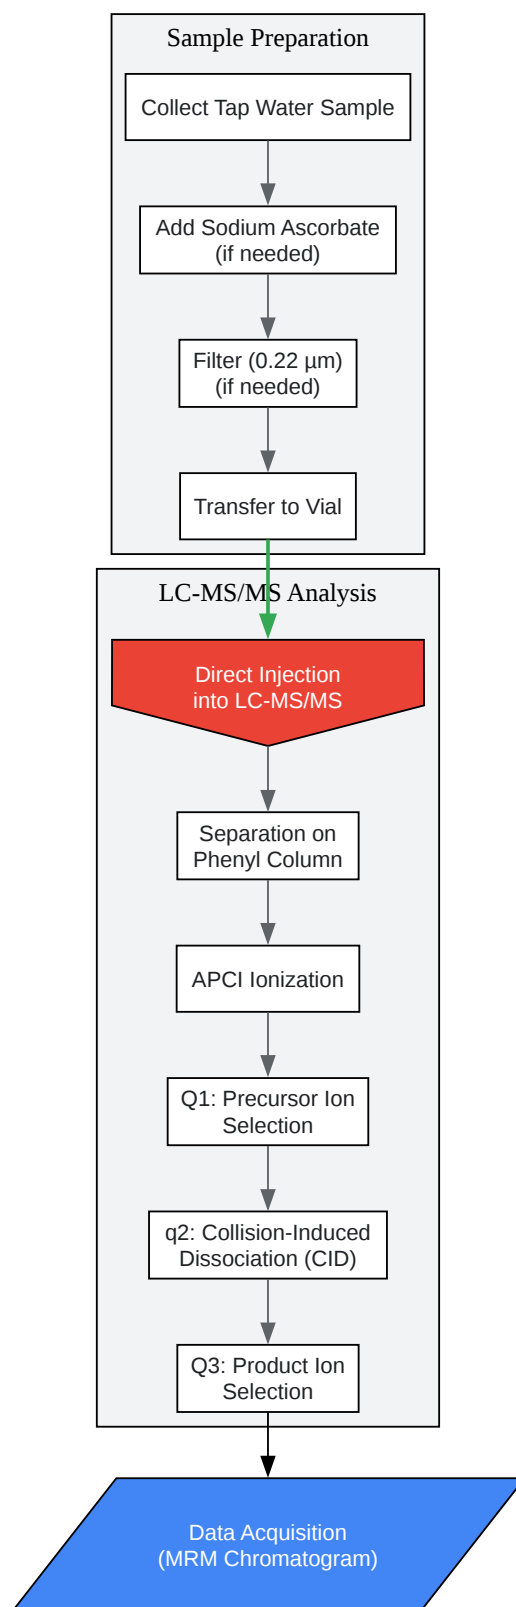 Sample Preparation
Collect Tap Water Sample
Add Sodium Ascorbate
(if needed)
Filter (0.22 µm)
(if needed)
Transfer to Vial
LC-MS/MS Analysis
Direct Injection
into LC-MS/MS
Separation on
Phenyl Column
APCI Ionization
Q1: Precursor Ion
Selection
q2: Collision-Induced
Dissociation (CID)
Q3: Product Ion
Selection
Data Acquisition
(MRM Chromatogram)